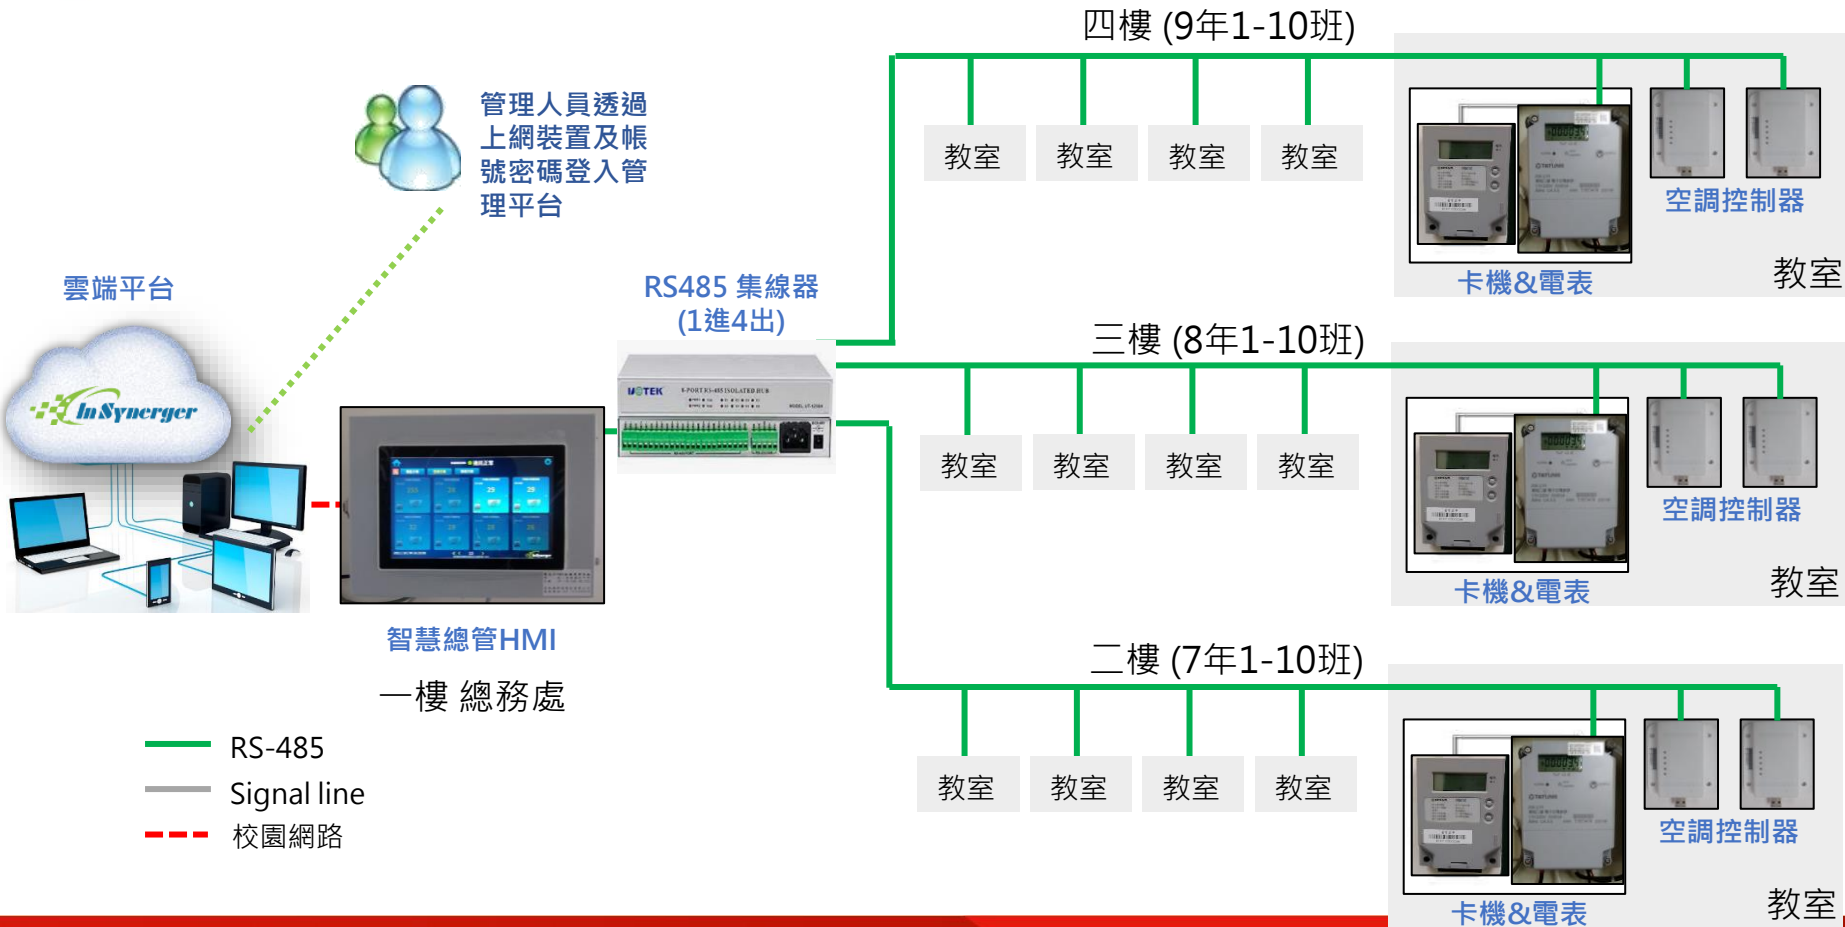 四樓 (9年1-10班)
管理人員透過
上網裝置及帳
號密碼登入管
理平台
教室
教室
教室
教室
空調控制器
卡機&電表
教室
雲端平台
InSynerger
RS485 集線器
(1進4出)
UOTEK
8-PORT RS-485 ISOLATED HUB
三樓 (8年1-10班)
教室
教室
教室
教室
空調控制器
卡機&電表
教室
智慧總管HMI
一樓 總務處
二樓 (7年1-10班)
教室
教室
教室
教室
空調控制器
卡機&電表
教室
RS-485
Signal line
校園網路